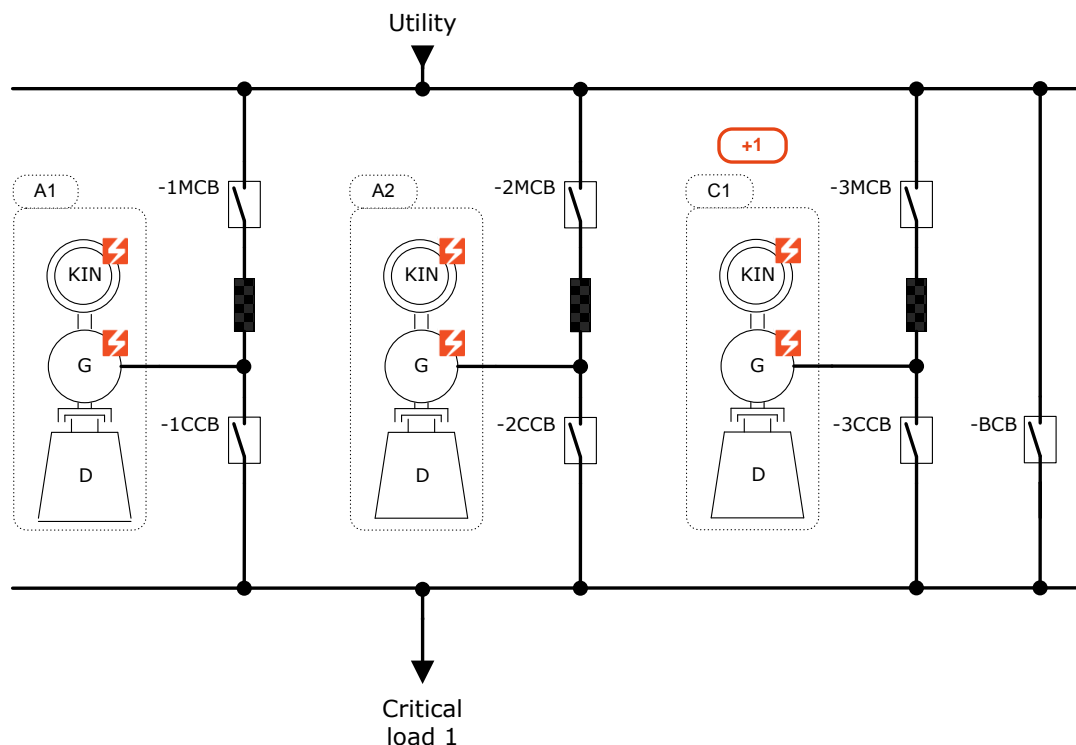 Utility
+1
A1
-1MCB
A2
-2MCB
C1
-3MCB
KIN
KIN
KIN
G
G
G
-1CCB
-2CCB
-3CCB
-BCB
D
D
D
Critical
load 1